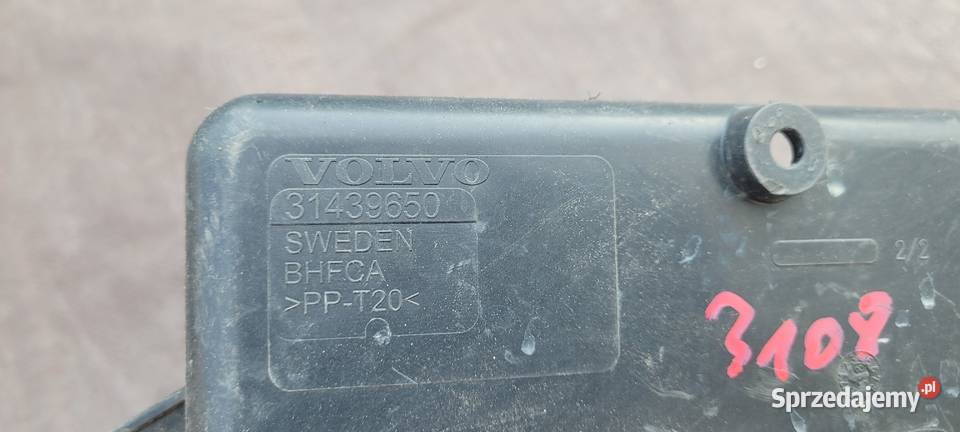 VOLVO
31439650
SWEDEN
BHFCA
>PP-T20<
2/2
3108
Sprzedajemy.pl